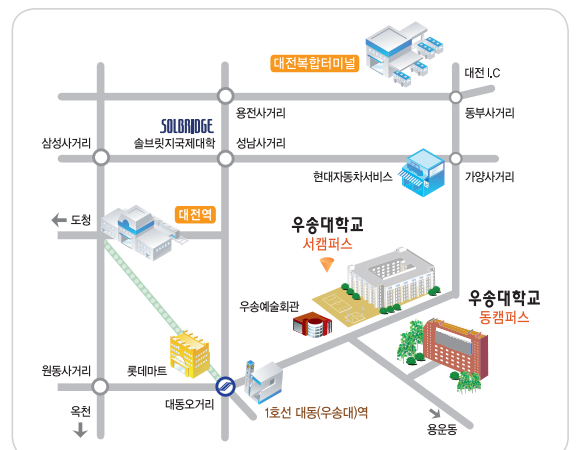 대전복합터미널
대전 I.C
용전사거리
동부사거리
SOLBRIDGE
솔브릿지국제대학
삼성사거리
성남사거리
현대자동차서비스
가양사거리
대전역
도청
우송대학교
서캠퍼스
우송대학교
동캠퍼스
우송예술회관
원동사거리
롯데마트
대동오거리
1호선 대동(우송대)역
옥천
용운동